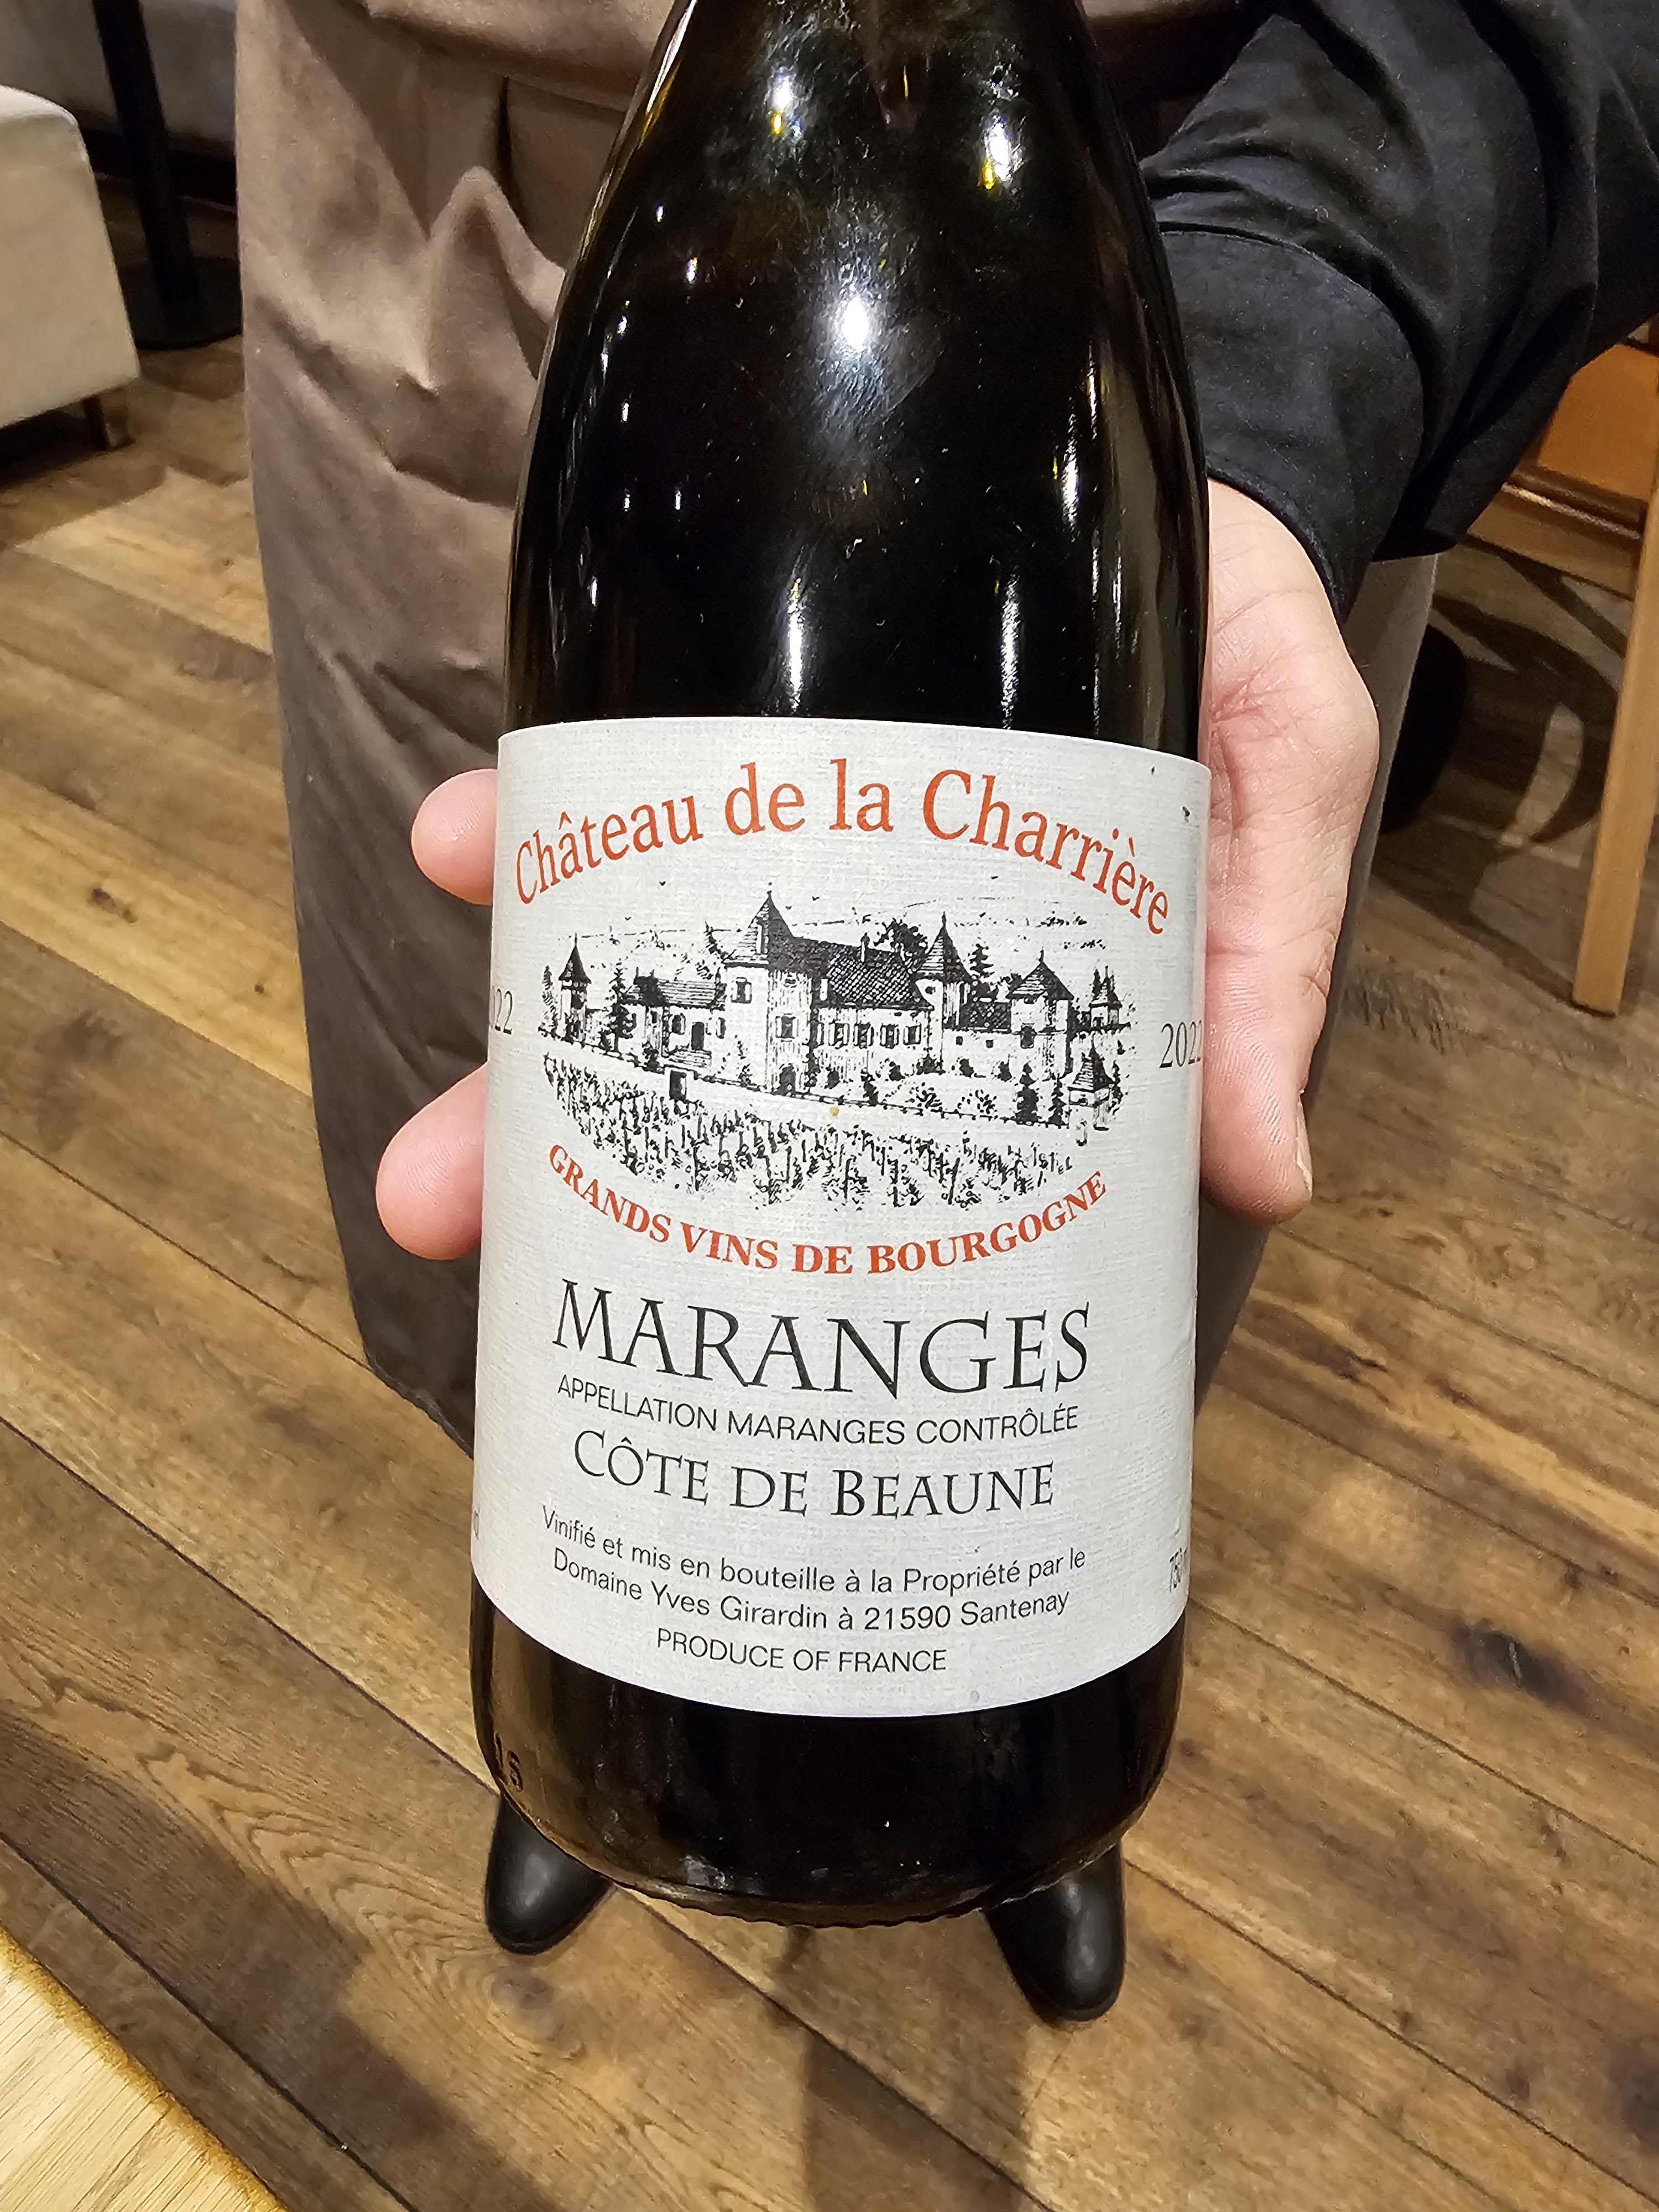 Château de la Charrière
2022
GRANDS VINS DE BOURGOGNE
MARANGES
APPELLATION MARANGES CONTRÔLÉE
CÔTE DE BEAUNE
Vinifié et mis en bouteille à la Propriété par le
Domaine Yves Girardin à 21590 Santenay
PRODUCE OF FRANCE